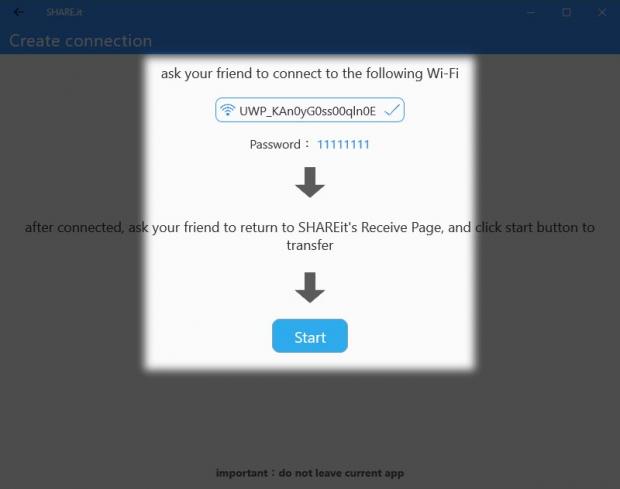 SHARE.it
Create connection
ask your friend to connect to the following Wi-Fi
UWP_KAn0yG0ss00qln0E
Password： 11111111
after connected, ask your friend to return to SHAREit's Receive Page, and click start button to
transfer
Start
important：do not leave current app